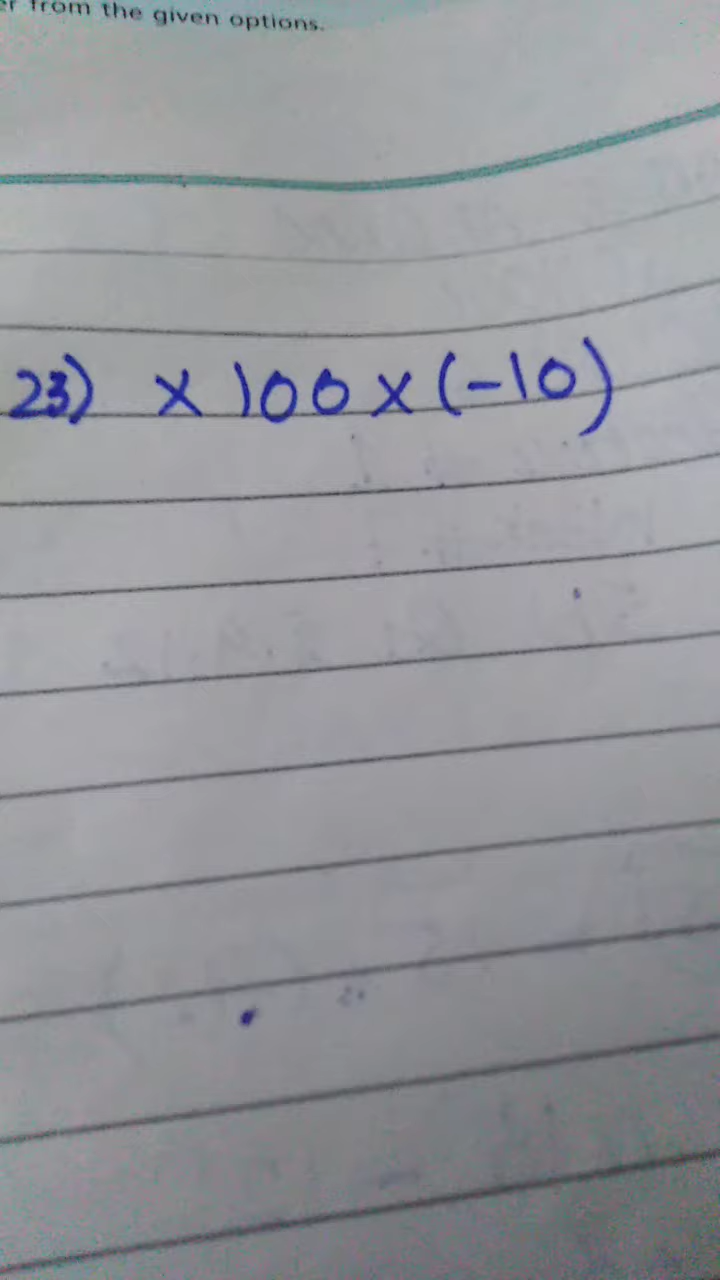 from the given options.
23) × 100 × (-10)